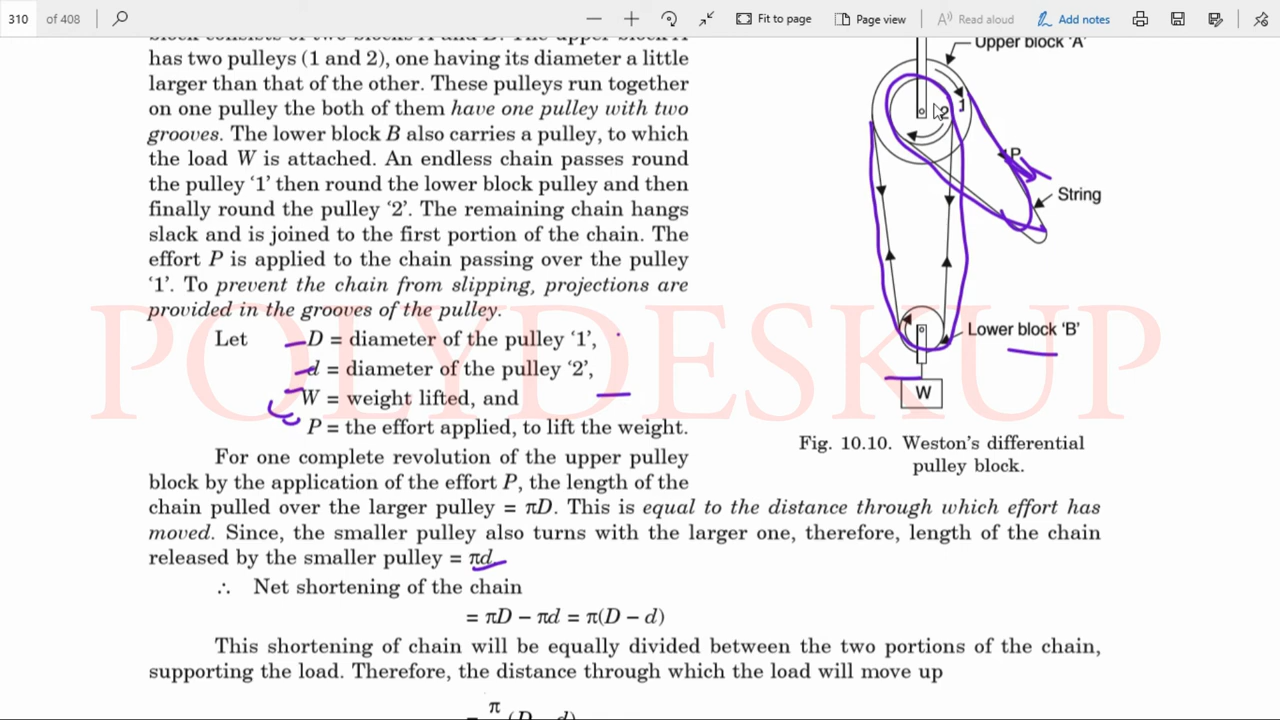 310 of 408 Fit to page Page view Read aloud Add notes
block consists of two blocks A and B. The upper block A
has two pulleys (1 and 2), one having its diameter a little
larger than that of the other. These pulleys run together
on one pulley the both of them have one pulley with two
grooves. The lower block B also carries a pulley, to which
the load W is attached. An endless chain passes round
the pulley ‘1’ then round the lower block pulley and then
finally round the pulley ‘2’. The remaining chain hangs
slack and is joined to the first portion of the chain. The
effort P is applied to the chain passing over the pulley
‘1’. To prevent the chain from slipping, projections are
provided in the grooves of the pulley.
Let D = diameter of the pulley ‘1’,
d = diameter of the pulley ‘2’,
W = weight lifted, and
P = the effort applied, to lift the weight.
For one complete revolution of the upper pulley
block by the application of the effort P, the length of the
chain pulled over the larger pulley = πD. This is equal to the distance through which effort has
moved. Since, the smaller pulley also turns with the larger one, therefore, length of the chain
released by the smaller pulley = πd.
∴ Net shortening of the chain
= πD – πd = π(D – d)
This shortening of chain will be equally divided between the two portions of the chain,
supporting the load. Therefore, the distance through which the load will move up
= π (D – d)
Upper block ‘A’
1
2
P
String
Lower block ‘B’
W
Fig. 10.10. Weston’s differential
pulley block.
POLYDESKUP